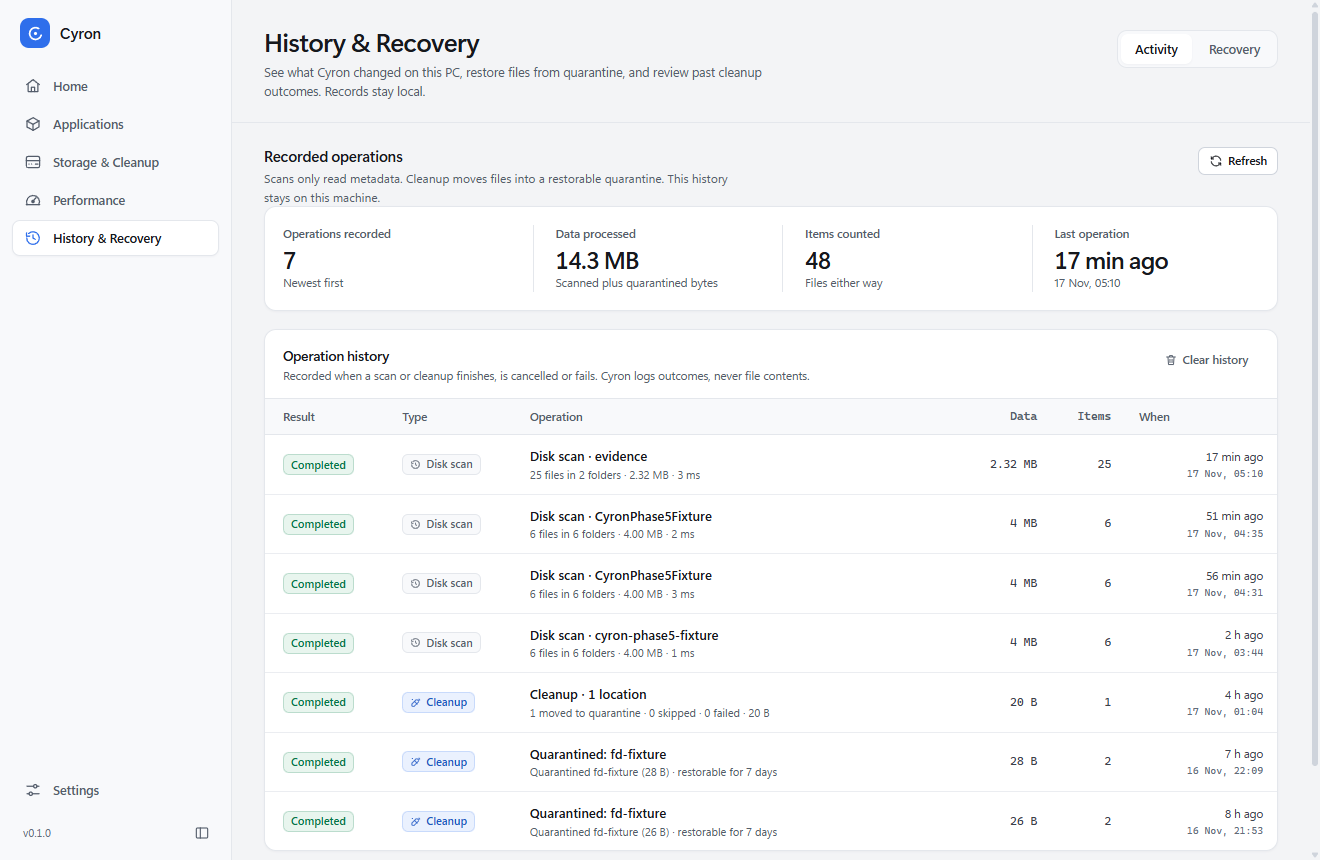 Cyron
Home
Applications
Storage & Cleanup
Performance
History & Recovery
Settings
v0.1.0
History & Recovery
See what Cyron changed on this PC, restore files from quarantine, and review past cleanup
outcomes. Records stay local.
Activity
Recovery
Recorded operations
Scans only read metadata. Cleanup moves files into a restorable quarantine. This history
stays on this machine.
Refresh
Operations recorded
7
Newest first
Data processed
14.3 MB
Scanned plus quarantined bytes
Items counted
48
Files either way
Last operation
17 min ago
17 Nov, 05:10
Operation history
Recorded when a scan or cleanup finishes, is cancelled or fails. Cyron logs outcomes, never file contents.
Clear history
Result Type Operation Data Items When
Completed Disk scan Disk scan · evidence 2.32 MB 25 17 min ago
25 files in 2 folders · 2.32 MB · 3 ms 17 Nov, 05:10
Completed Disk scan Disk scan · CyronPhase5Fixture 4 MB 6 51 min ago
6 files in 6 folders · 4.00 MB · 2 ms 17 Nov, 04:35
Completed Disk scan Disk scan · CyronPhase5Fixture 4 MB 6 56 min ago
6 files in 6 folders · 4.00 MB · 3 ms 17 Nov, 04:31
Completed Disk scan Disk scan · cyron-phase5-fixture 4 MB 6 2 h ago
6 files in 6 folders · 4.00 MB · 1 ms 17 Nov, 03:44
Completed Cleanup Cleanup · 1 location 20 B 1 4 h ago
1 moved to quarantine · 0 skipped · 0 failed · 20 B 17 Nov, 01:04
Completed Cleanup Quarantined: fd-fixture 28 B 2 7 h ago
Quarantined fd-fixture (28 B) · restorable for 7 days 16 Nov, 22:09
Completed Cleanup Quarantined: fd-fixture 26 B 2 8 h ago
Quarantined fd-fixture (26 B) · restorable for 7 days 16 Nov, 21:53